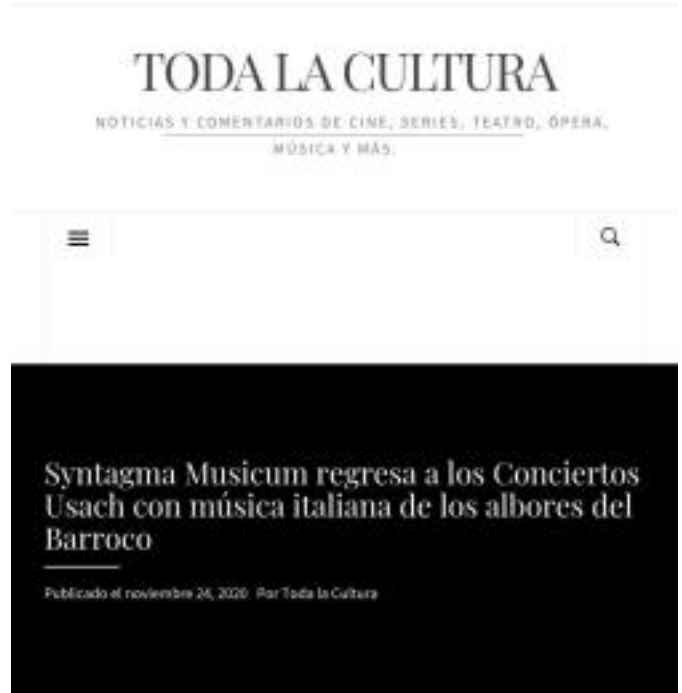 TODA LA CULTURA
NOTICIAS Y COMENTARIOS DE CINE, SERIES, TEATRO, ÓPERA,
MÚSICA Y MÁS.
Syntagma Musicum regresa a los Conciertos
Usach con música italiana de los albores del
Barroco
Publicado el noviembre 24, 2020 Por Toda la Cultura